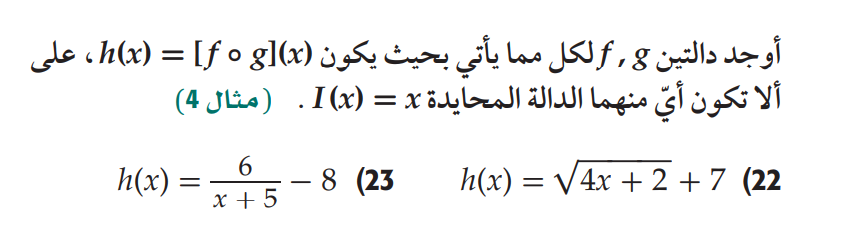 أوجد دالتين f , g لكل مما يأتي بحيث يكون h(x) = [f ∘ g](x)، على
ألا تكون أيّ منهما الدالة المحايدة I(x) = x . (مثال 4)
22) h(x) = √(4x + 2) + 7    23) h(x) = 6/(x + 5) − 8